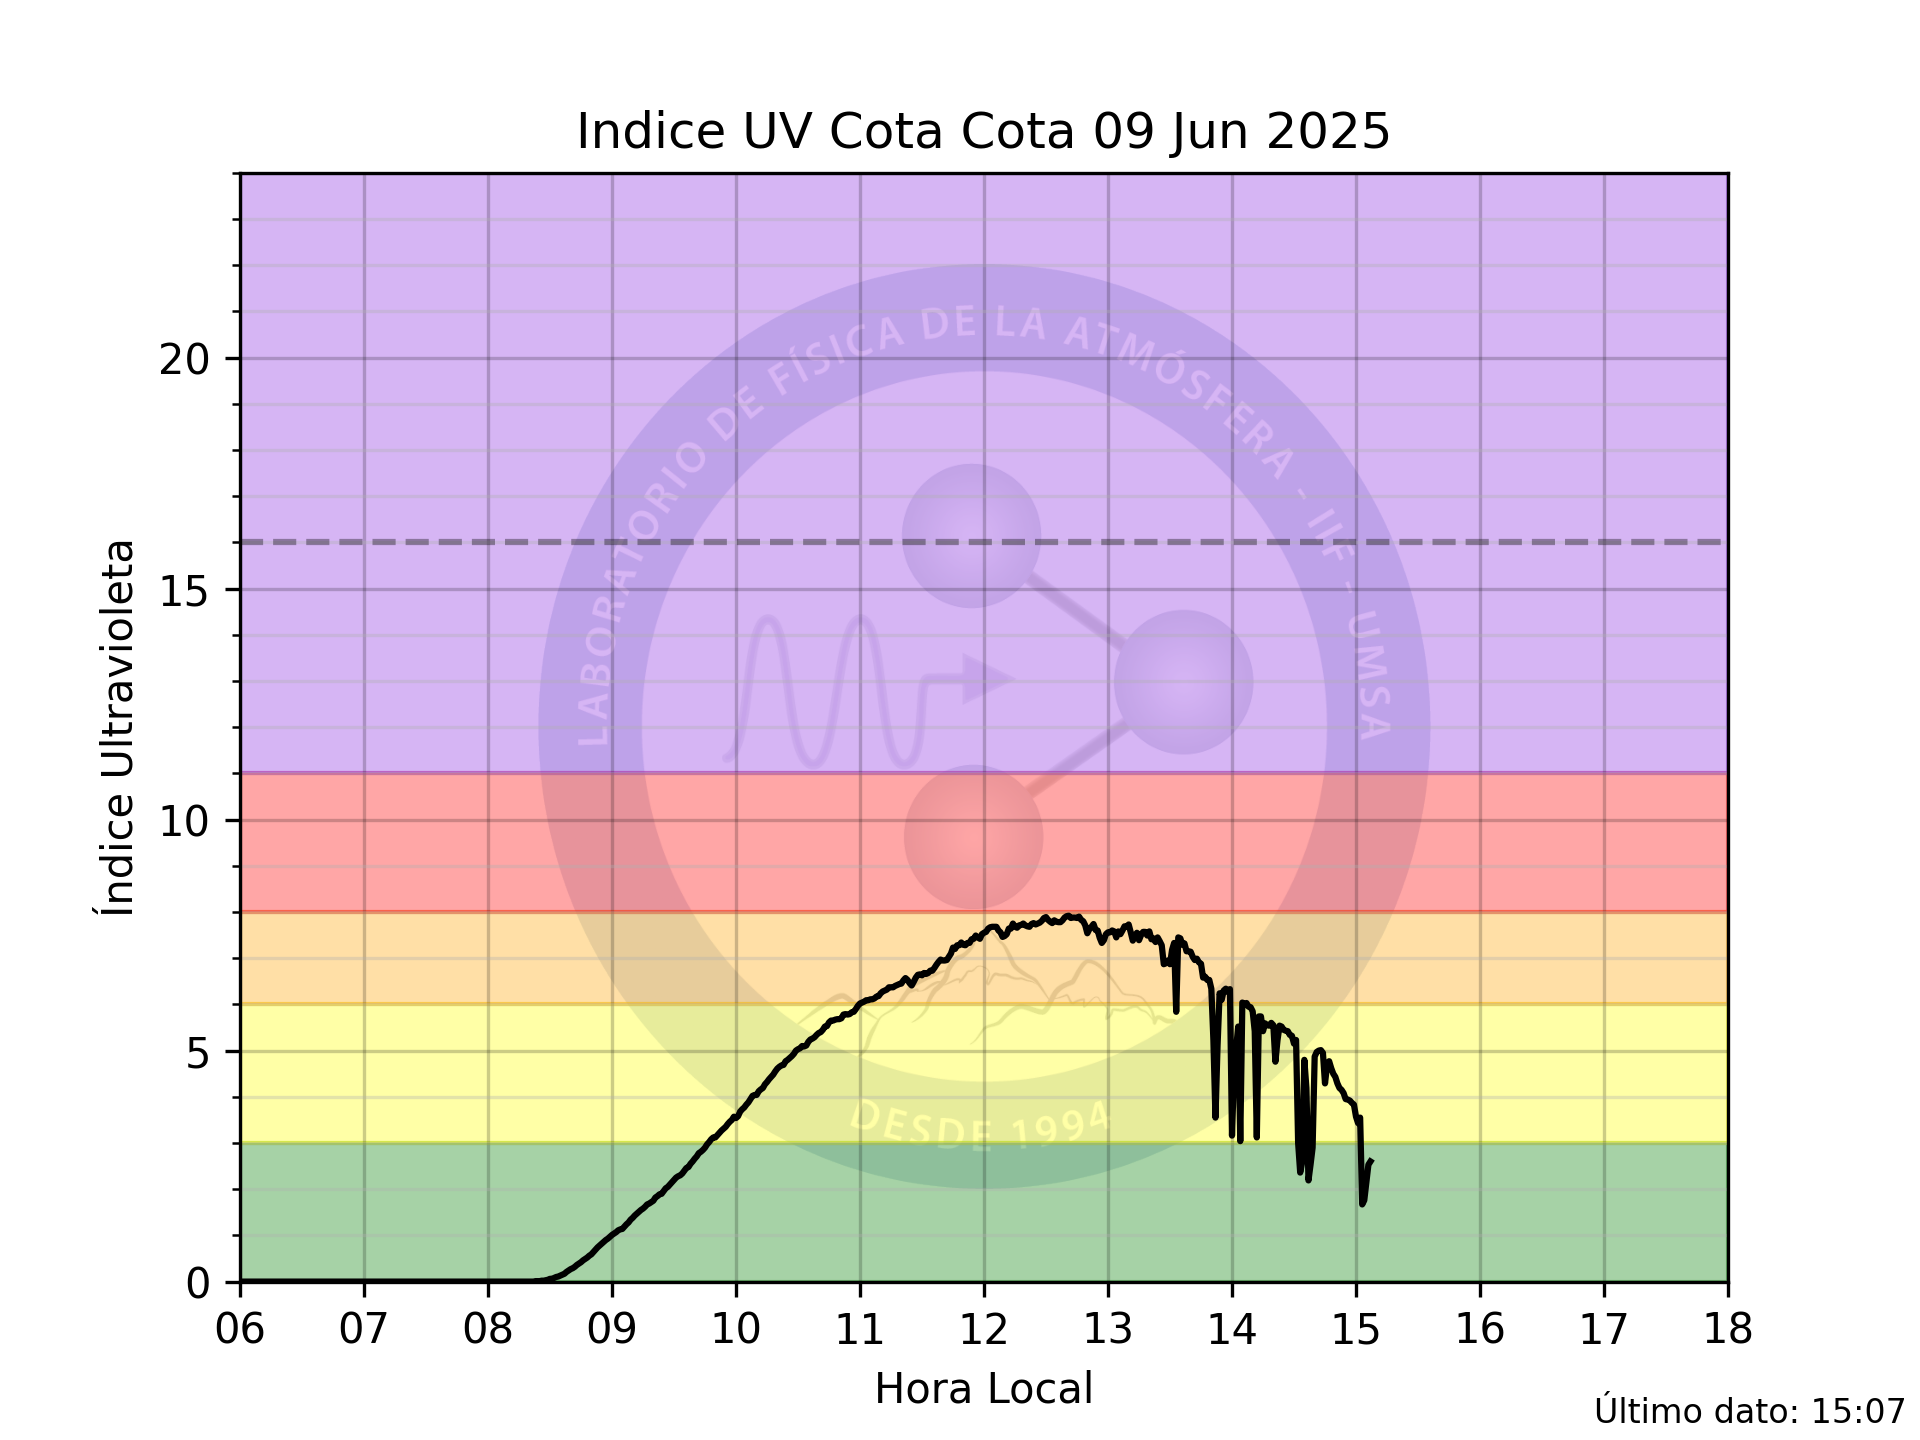 Indice UV Cota Cota 09 Jun 2025
LABORATORIO DE FÍSICA DE LA ATMÓSFERA - IIF - UMSA
DESDE 1994
Índice Ultravioleta
20
15
10
5
0
06 07 08 09 10 11 12 13 14 15 16 17 18
Hora Local
Último dato: 15:07